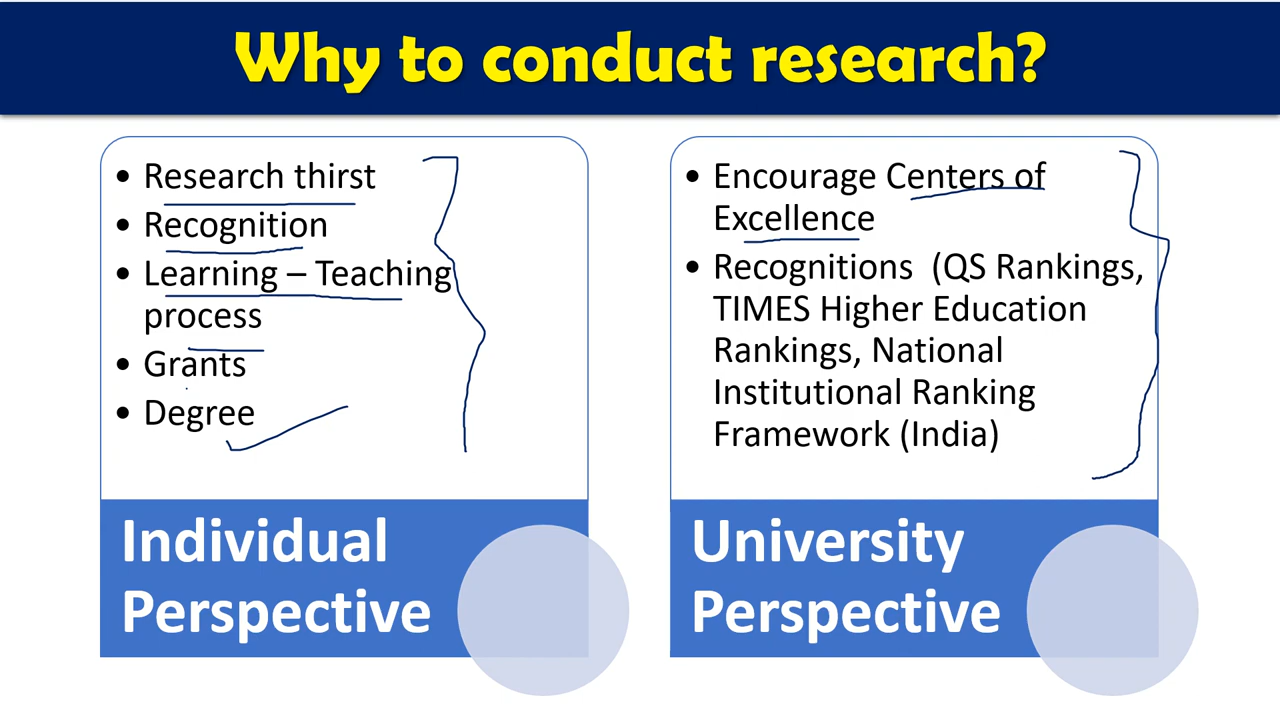 Why to conduct research?
• Research thirst
• Recognition
• Learning – Teaching
process
• Grants
• Degree
Individual
Perspective
• Encourage Centers of
Excellence
• Recognitions (QS Rankings,
TIMES Higher Education
Rankings, National
Institutional Ranking
Framework (India)
University
Perspective